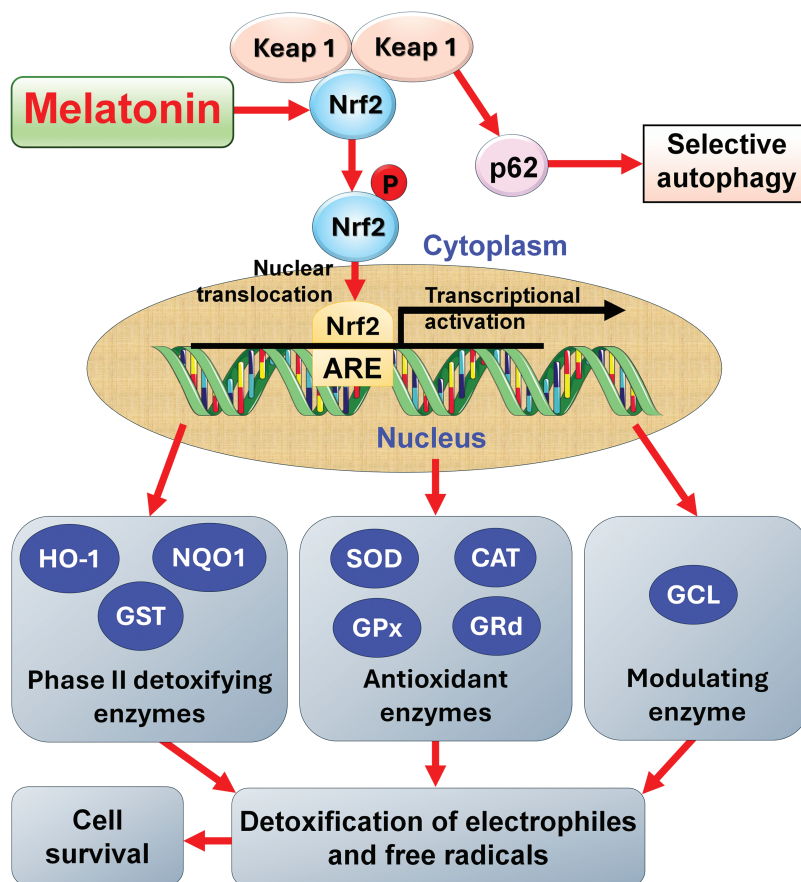 Keap 1
Keap 1
Melatonin
Nrf2
p62
Selective
autophagy
P
Nrf2
Cytoplasm
Nuclear
translocation
Transcriptional
activation
Nrf2
ARE
Nucleus
HO-1
NQO1
GST
Phase II detoxifying
enzymes
SOD
CAT
GPx
GRd
Antioxidant
enzymes
GCL
Modulating
enzyme
Cell
survival
Detoxification of electrophiles
and free radicals